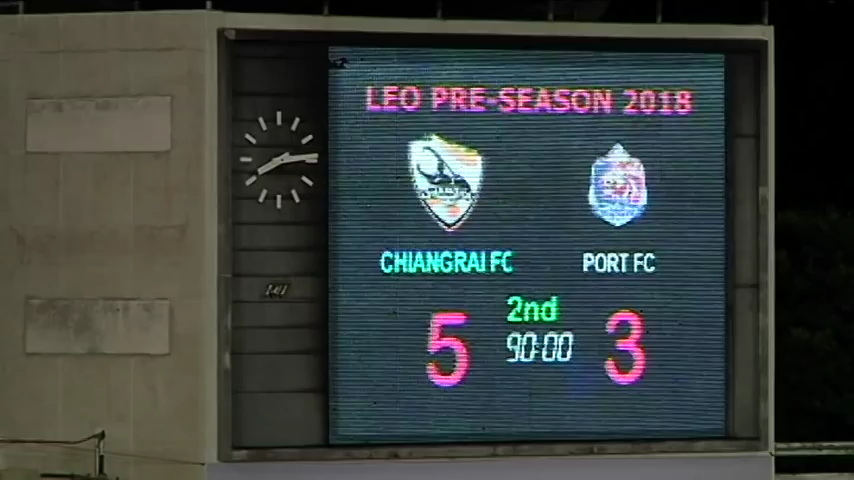 LEO PRE-SEASON 2018
CHIANGRAI FC
PORT FC
2nd
5
90:00
3